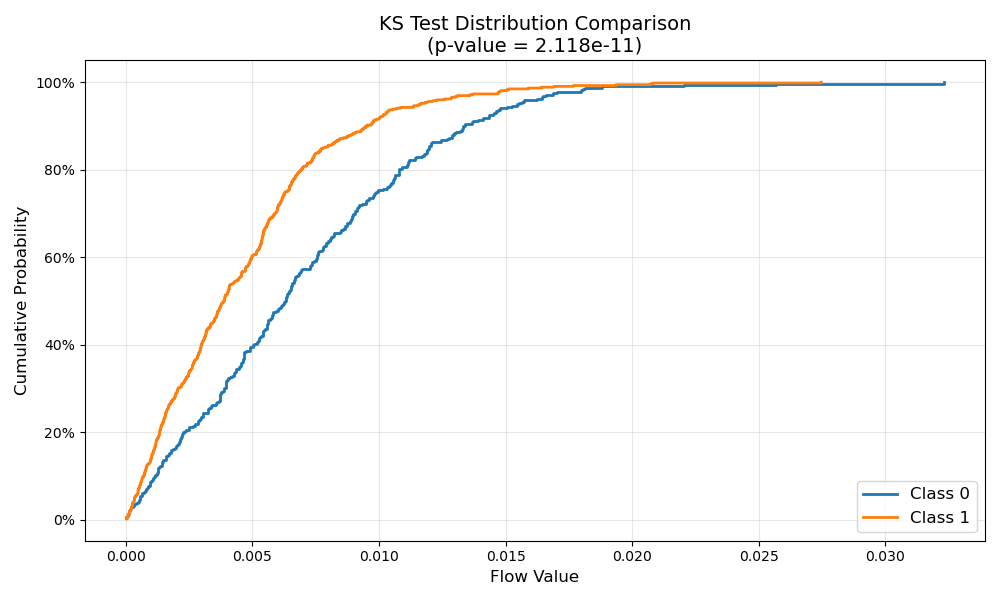 KS Test Distribution Comparison
(p-value = 2.118e-11)
Cumulative Probability
100%
80%
60%
40%
20%
0%
0.000 0.005 0.010 0.015 0.020 0.025 0.030
Flow Value
Class 0
Class 1